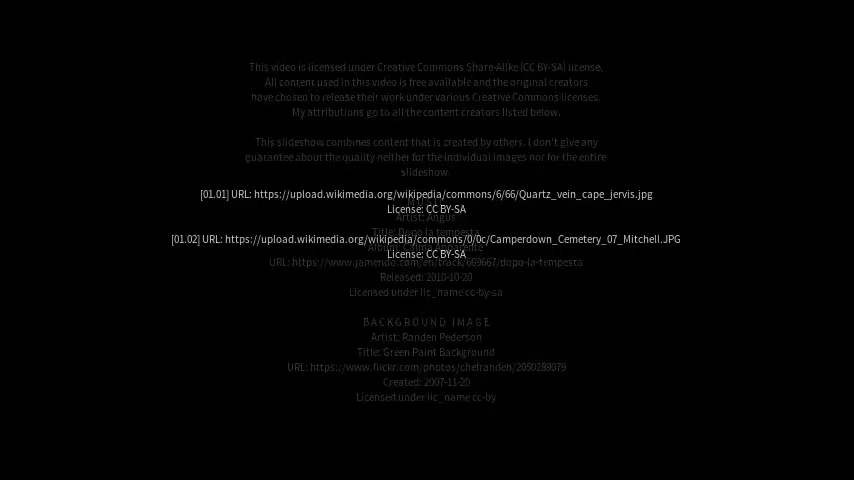 This video is licensed under Creative Commons Share-Alike (CC BY-SA) license.
All content used in this video is free available and the original creators
have chosen to release their work under various Creative Commons licenses.
My attributions go to all the content creators listed below.
This slideshow combines content that is created by others. I don't give any
guarantee about the quality neither for the individual images nor for the entire
slideshow.
[01.01] URL: https://upload.wikimedia.org/wikipedia/commons/6/66/Quartz_vein_cape_jervis.jpg
License: CC BY-SA
Artist: Angus
Title: Dopo la tempesta
[01.02] URL: https://upload.wikimedia.org/wikipedia/commons/0/0c/Camperdown_Cemetery_07_Mitchell.JPG
Album: Calma Apparente
License: CC BY-SA
URL: https://www.jamendo.com/en/track/669667/dopo-la-tempesta
Released: 2010-10-20
Licensed under lic_name cc-by-sa
BACKGROUND IMAGE
Artist: Randen Pederson
Title: Green Paint Background
URL: https://www.flickr.com/photos/chefranden/2050289079
Created: 2007-11-20
Licensed under lic_name cc-by